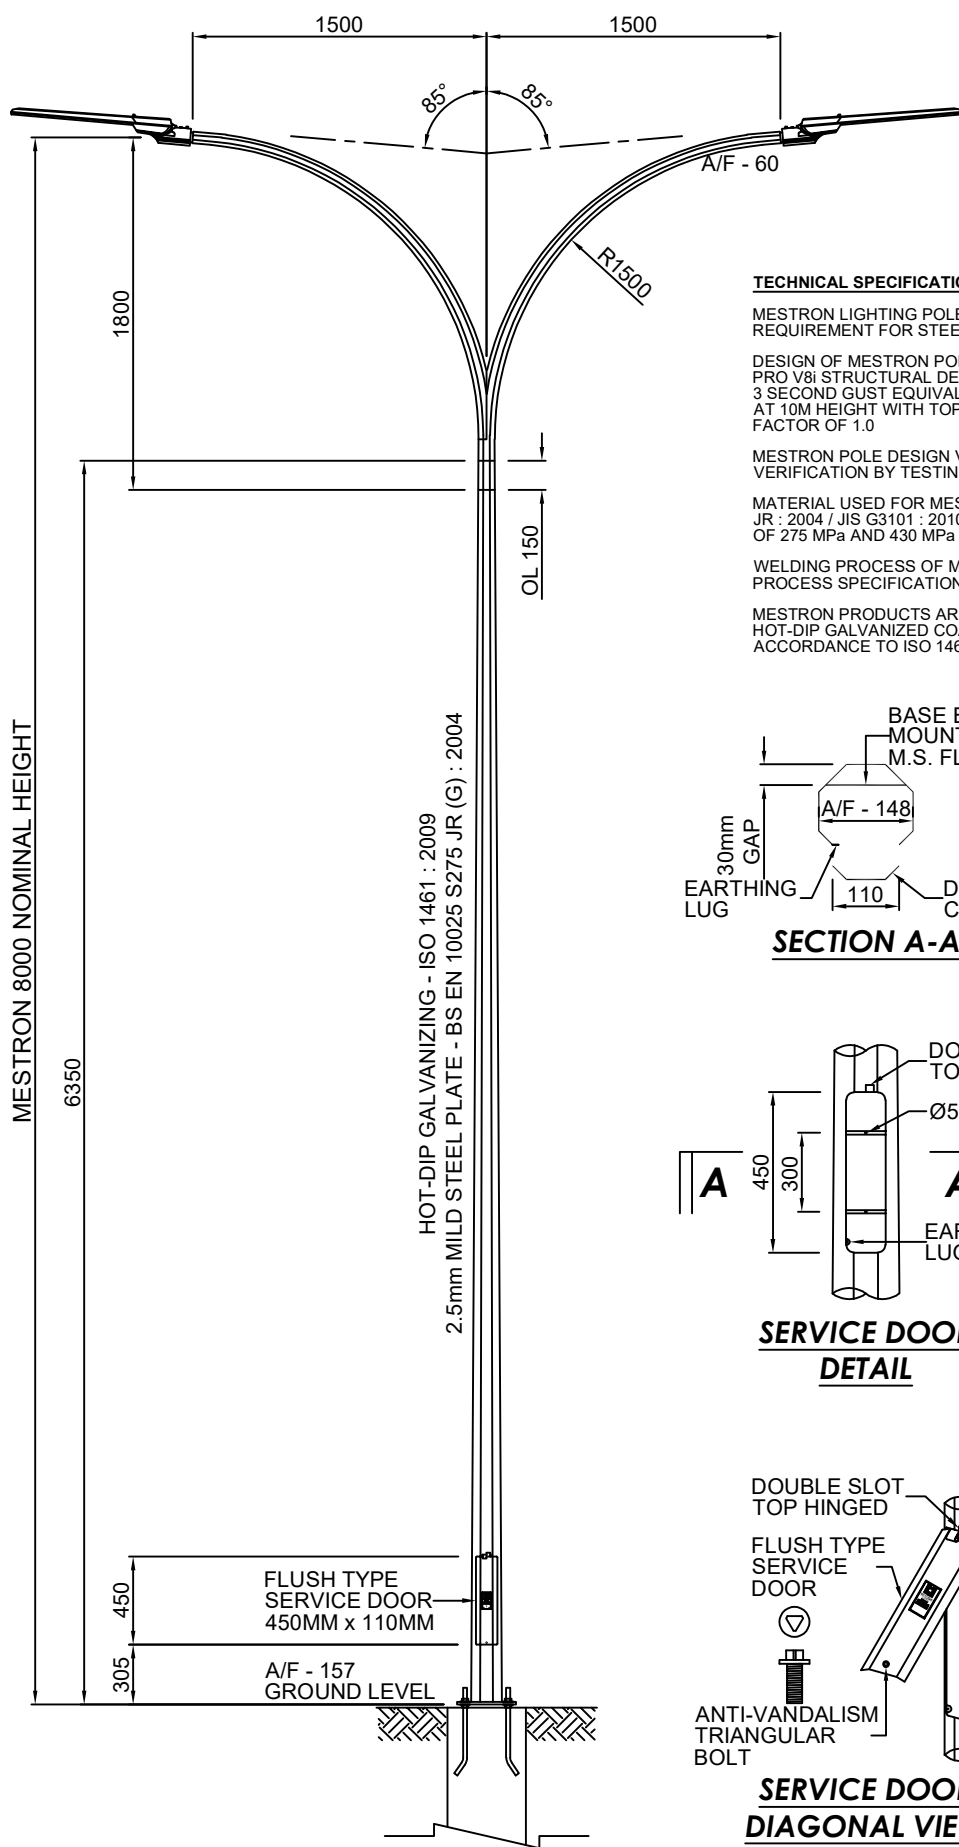 1500
1500
85°
85°
A/F - 60
R1500
1800
OL 150
MESTRON 8000 NOMINAL HEIGHT
6350
HOT-DIP GALVANIZING - ISO 1461 : 2009
2.5mm MILD STEEL PLATE - BS EN 10025 S275 JR (G) : 2004
450
305
FLUSH TYPE
SERVICE DOOR
450MM x 110MM
A/F - 157
GROUND LEVEL
TECHNICAL SPECIFICATIO
MESTRON LIGHTING POLE
REQUIREMENT FOR STEE
DESIGN OF MESTRON PO
PRO V8i STRUCTURAL DE
3 SECOND GUST EQUIVAL
AT 10M HEIGHT WITH TOP
FACTOR OF 1.0
MESTRON POLE DESIGN V
VERIFICATION BY TESTIN
MATERIAL USED FOR MES
JR : 2004 / JIS G3101 : 2010
OF 275 MPa AND 430 MPa
WELDING PROCESS OF M
PROCESS SPECIFICATION
MESTRON PRODUCTS AR
HOT-DIP GALVANIZED COA
ACCORDANCE TO ISO 146
BASE B
MOUNT
M.S. FL
A/F - 148
30mm
GAP
EARTHING
LUG
110
D
C
SECTION A-A
DO
TO
Ø5
450
300
A
A
EAR
LUG
SERVICE DOOR
DETAIL
DOUBLE SLOT
TOP HINGED
FLUSH TYPE
SERVICE
DOOR
ANTI-VANDALISM
TRIANGULAR
BOLT
SERVICE DOOR
DIAGONAL VIE